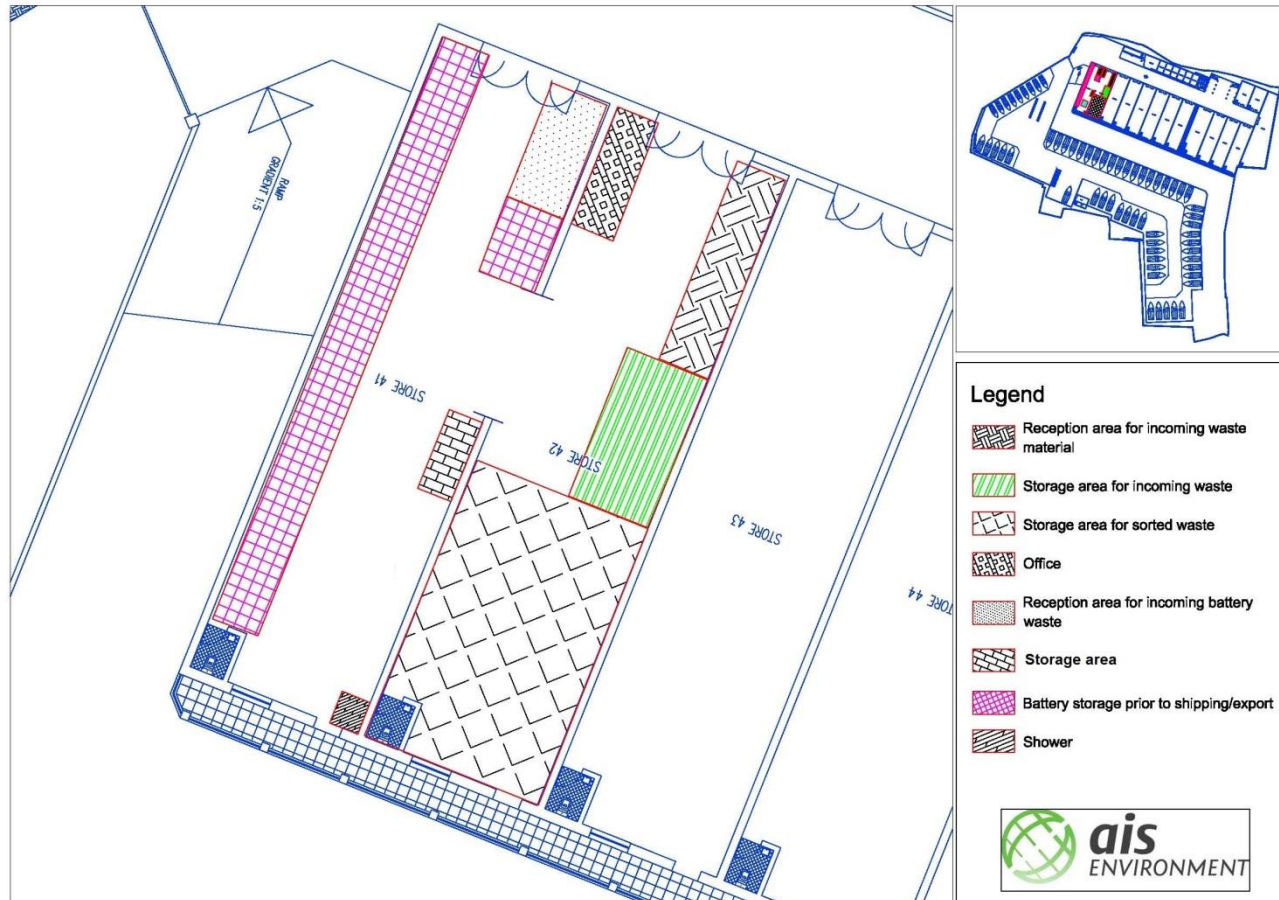 RAMP
GRADIENT 1:5
STORE 41
STORE 42
STORE 43
TORE 44
Legend
Reception area for incoming waste
material
Storage area for incoming waste
Storage area for sorted waste
Office
Reception area for incoming battery
waste
Storage area
Battery storage prior to shipping/export
Shower
ais
ENVIRONMENT